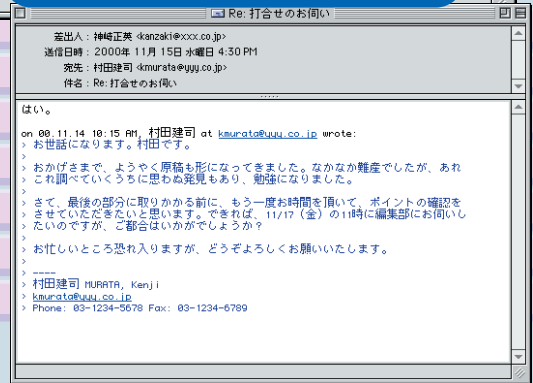 Re: 打合せのお伺い
差出人：神崎正英 <kanzaki@xxx.co.jp>
送信日時：2000年 11月 15日 水曜日 4:30 PM
宛先：村田建司 <kmurata@yyy.co.jp>
件名：Re: 打合せのお伺い
はい。
on 00.11.14 10:15 AM, 村田建司 at kmurata@yyy.co.jp wrote:
> お世話になります。村田です。
>
> おかげさまで、ようやく原稿も形になってきました。なかなか難産でしたが、あれ
> これ調べていくうちに思わぬ発見もあり、勉強になりました。
>
> さて、最後の部分に取りかかる前に、もう一度お時間を頂いて、ポイントの確認を
> させていただきたいと思います。できれば、11/17（金）の11時に編集部にお伺いし
> たいのですが、ご都合はいかがでしょうか？
>
> お忙しいところ恐れ入りますが、どうぞよろしくお願いいたします。
>
> ----
> 村田建司 MURATA, Kenji
> kmurata@yyy.co.jp
> Phone: 03-1234-5678 Fax: 03-1234-6789